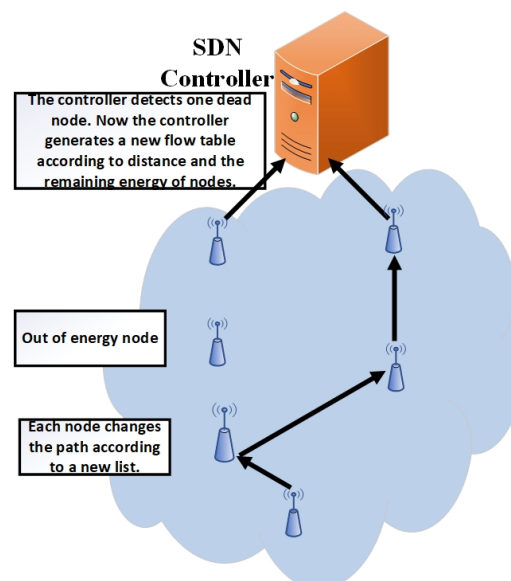 SDN
Controller
The controller detects one dead
node. Now the controller
generates a new flow table
according to distance and the
remaining energy of nodes.
Out of energy node
Each node changes
the path according
to a new list.